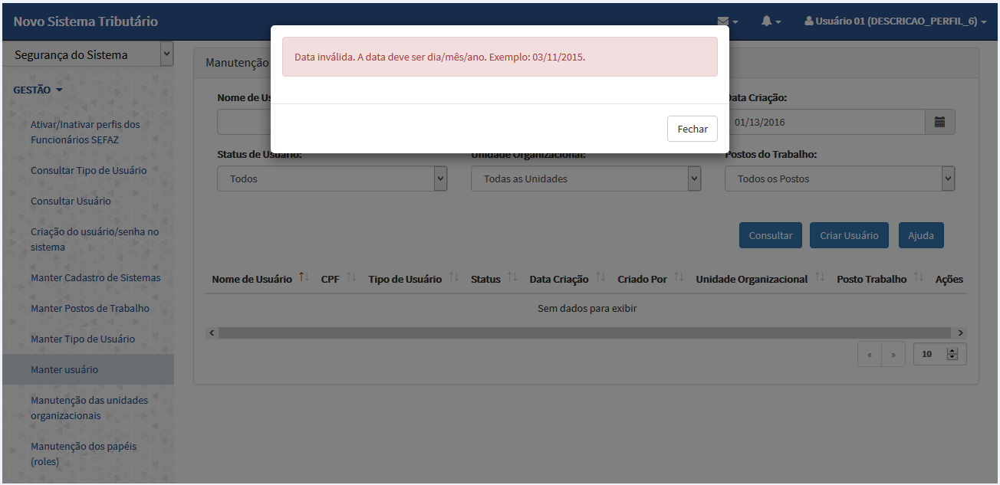 Novo Sistema Tributário
Usuário 01 (DESCRICAO_PERFIL_6)
Segurança do Sistema
GESTÃO
Ativar/Inativar perfis dos
Funcionários SEFAZ
Consultar Tipo de Usuário
Consultar Usuário
Criação do usuário/senha no
sistema
Manter Cadastro de Sistemas
Manter Postos de Trabalho
Manter Tipo de Usuário
Manter usuário
Manutenção das unidades
organizacionais
Manutenção dos papéis
(roles)
Data inválida. A data deve ser dia/mês/ano. Exemplo: 03/11/2015.
Fechar
Manutenção
Nome de Us
Data Criação:
01/13/2016
Status de Usuário:
Unidade Organizacional:
Postos do Trabalho:
Todos
Todas as Unidades
Todos os Postos
Consultar
Criar Usuário
Ajuda
Nome de Usuário CPF Tipo de Usuário Status Data Criação Criado Por Unidade Organizacional Posto Trabalho Ações
Sem dados para exibir
« » 10